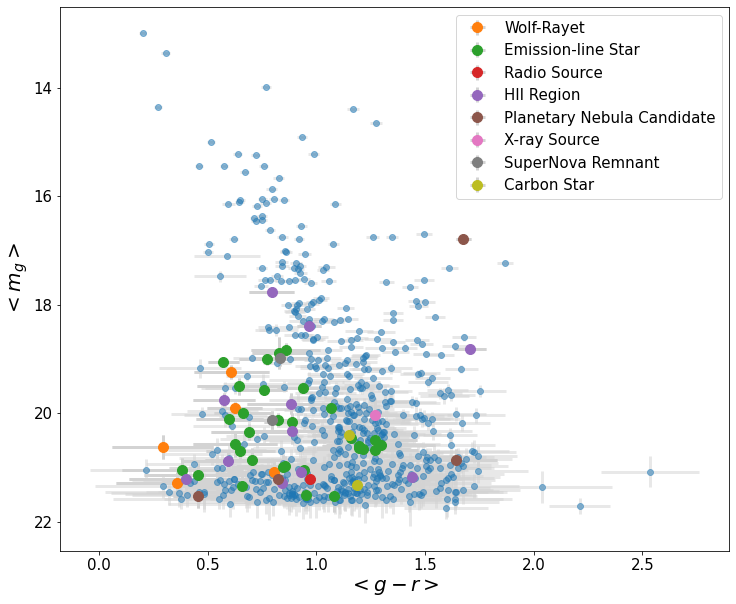 Wolf-Rayet
Emission-line Star
Radio Source
HII Region
Planetary Nebula Candidate
X-ray Source
SuperNova Remnant
Carbon Star
14
16
18
20
22
<m_g>
0.0 0.5 1.0 1.5 2.0 2.5
<g − r>